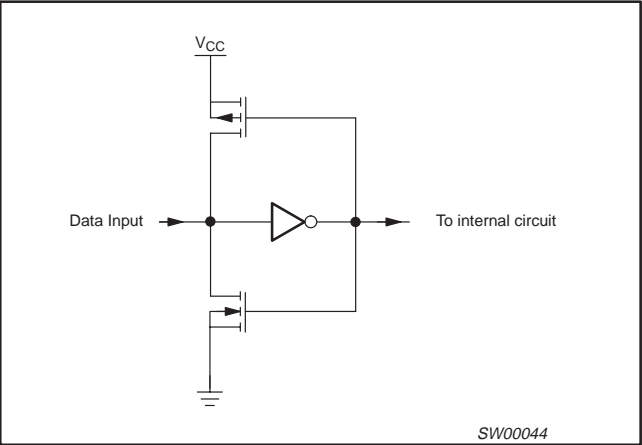 VCC
Data Input
To internal circuit
SW00044